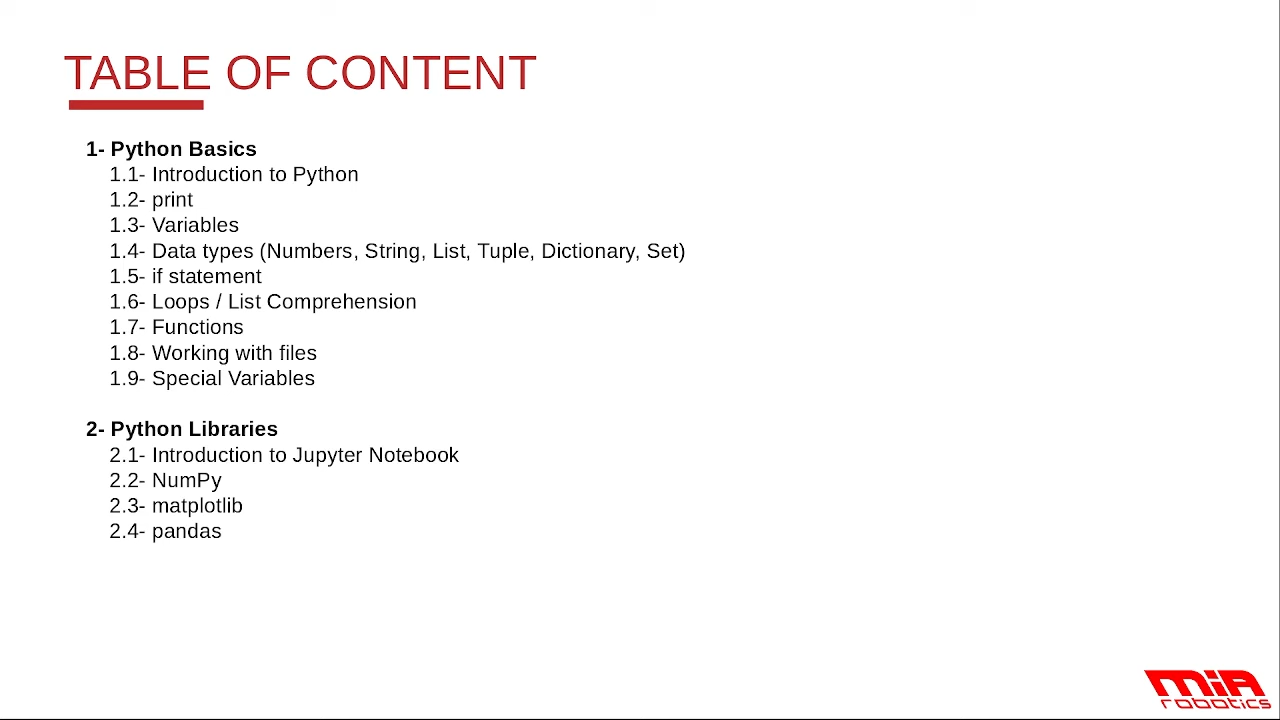 TABLE OF CONTENT
1- Python Basics
1.1- Introduction to Python
1.2- print
1.3- Variables
1.4- Data types (Numbers, String, List, Tuple, Dictionary, Set)
1.5- if statement
1.6- Loops / List Comprehension
1.7- Functions
1.8- Working with files
1.9- Special Variables
2- Python Libraries
2.1- Introduction to Jupyter Notebook
2.2- NumPy
2.3- matplotlib
2.4- pandas
MiA
robotics